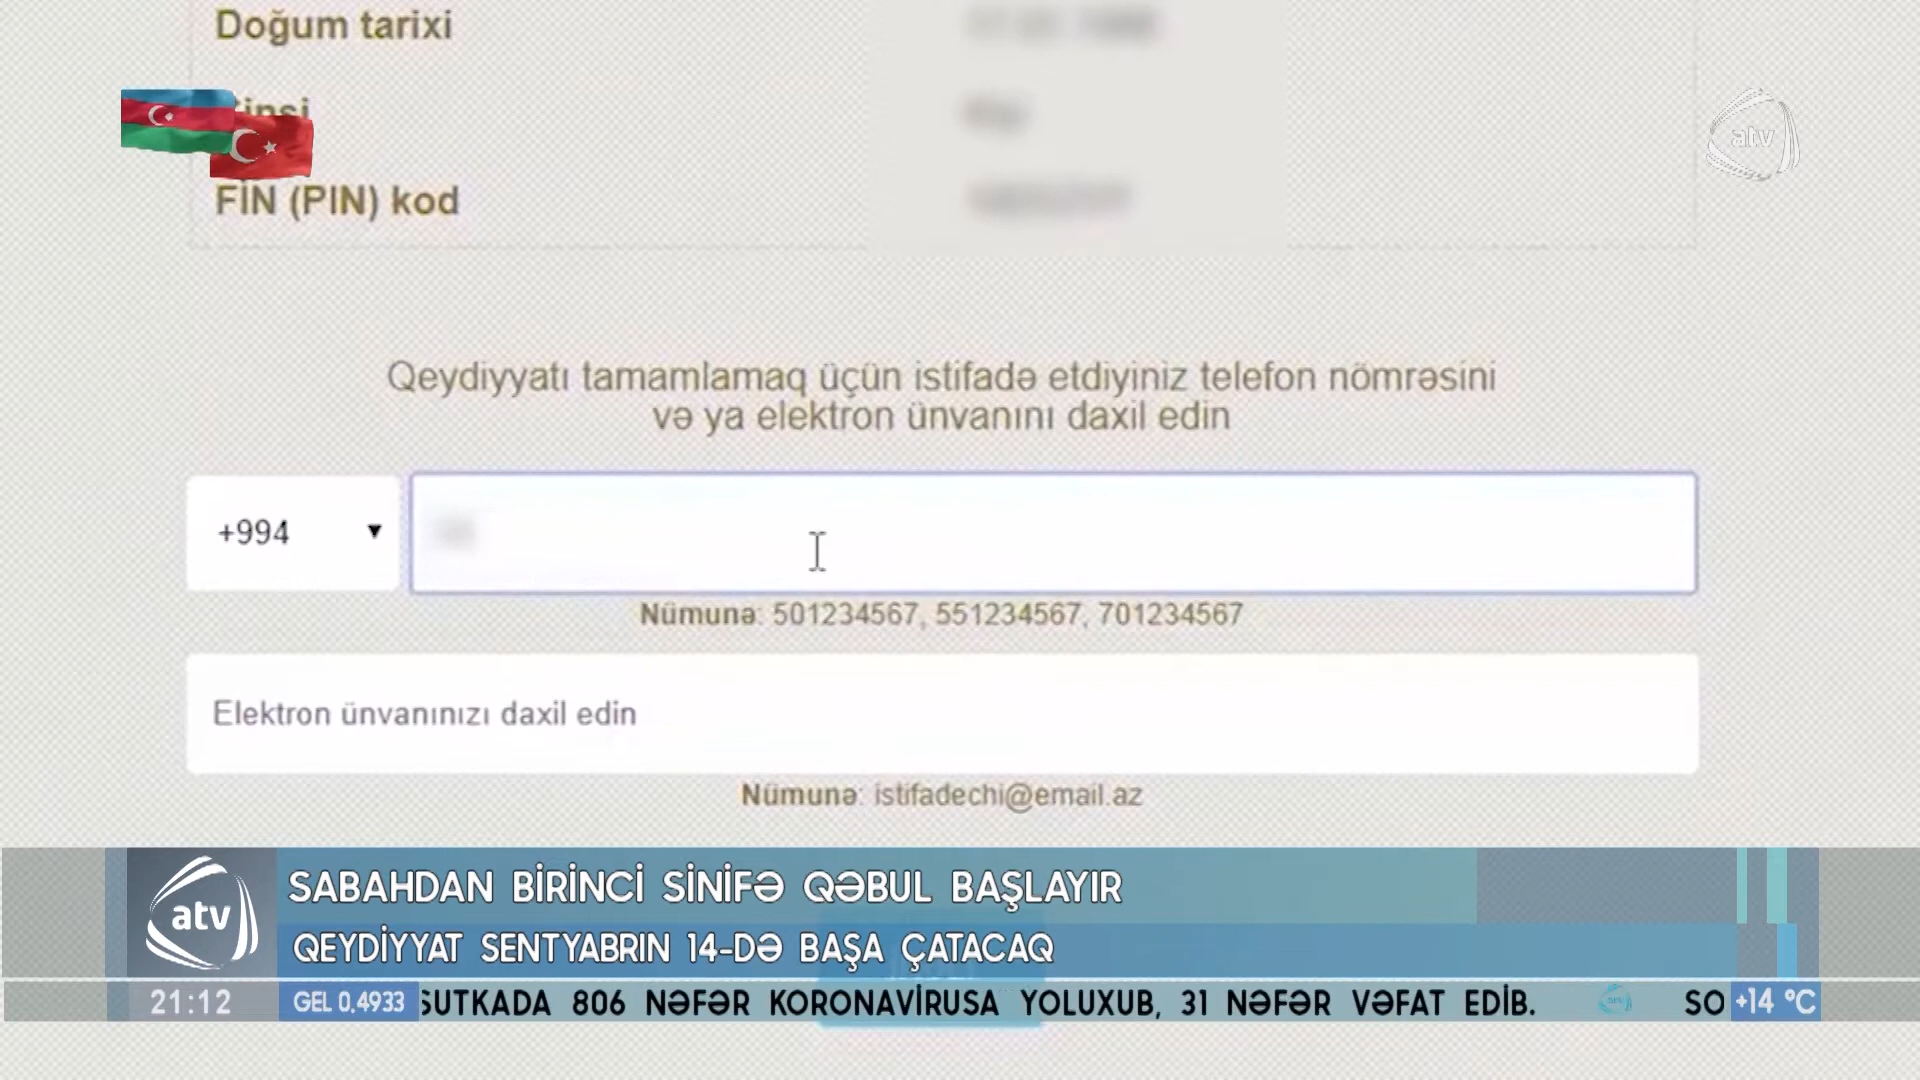 Doğum tarixi
FİN (PIN) kod
atv
Qeydiyyatı tamamlamaq üçün istifadə etdiyiniz telefon nömrəsini
və ya elektron ünvanını daxil edin
+994
Nümunə: 501234567, 551234567, 701234567
Elektron ünvanınızı daxil edin
Nümunə: istifadechi@email.az
atv
SABAHDAN BİRİNCİ SİNİFƏ QƏBUL BAŞLAYIR
QEYDİYYAT SENTYABRIN 14-DƏ BAŞA ÇATACAQ
21:12 GEL 0,4933 SUTKADA 806 NƏFƏR KORONAVİRUSA YOLUXUB, 31 NƏFƏR VƏFAT EDİB. SO +14 °C